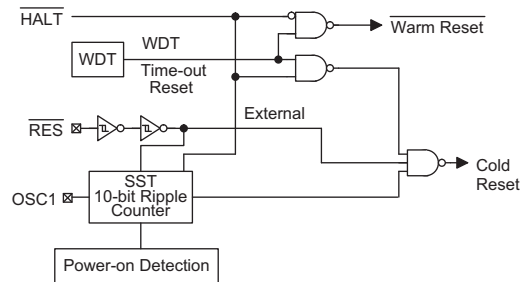 HALT
WDT
WDT
Time-out
Reset
Warm Reset
RES
External
Cold
Reset
OSC1
SST
10-bit Ripple
Counter
Power-on Detection